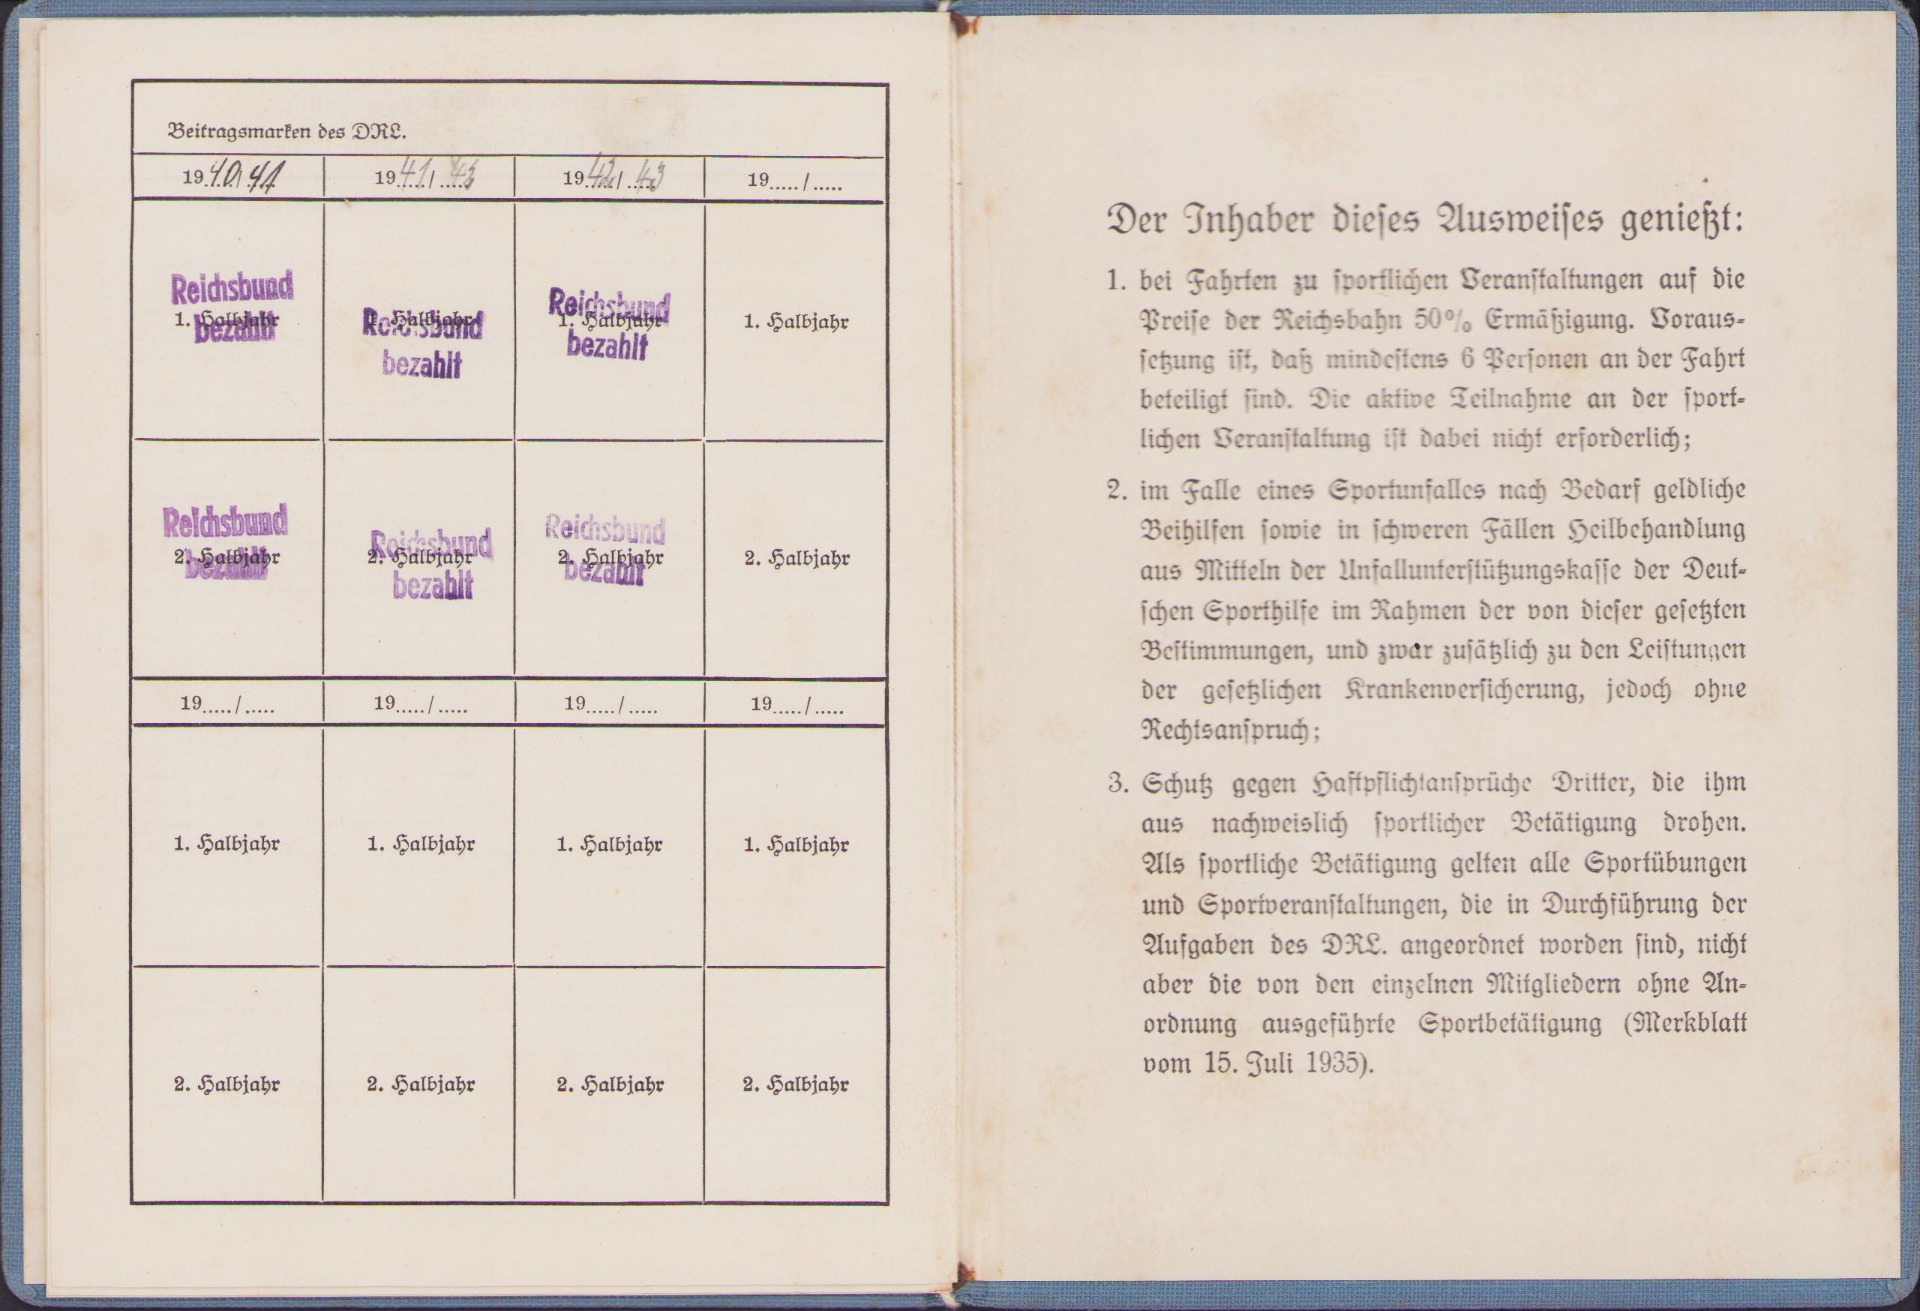 Beitragsmarken des DRL.
1940/41 1941/43 1942/43 19...../.....
Reichsbund
bezahlt
1. Halbjahr
Reichsbund
bezahlt
1. Halbjahr
Reichsbund
bezahlt
1. Halbjahr
1. Halbjahr
Reichsbund
bezahlt
2. Halbjahr
Reichsbund
bezahlt
2. Halbjahr
Reichsbund
bezahlt
2. Halbjahr
2. Halbjahr
19...../..... 19...../..... 19...../..... 19...../.....
1. Halbjahr 1. Halbjahr 1. Halbjahr 1. Halbjahr
2. Halbjahr 2. Halbjahr 2. Halbjahr 2. Halbjahr
Der Inhaber dieses Ausweises genießt:
1. bei Fahrten zu sportlichen Veranstaltungen auf die
Preise der Reichsbahn 50% Ermäßigung. Voraus-
setzung ist, daß mindestens 6 Personen an der Fahrt
beteiligt sind. Die aktive Teilnahme an der sport-
lichen Veranstaltung ist dabei nicht erforderlich;
2. im Falle eines Sportunfalles nach Bedarf geldliche
Beihilfen sowie in schweren Fällen Heilbehandlung
aus Mitteln der Unfallunterstützungskasse der Deut-
schen Sporthilfe im Rahmen der von dieser gesetzten
Bestimmungen, und zwar zusätzlich zu den Leistungen
der gesetzlichen Krankenversicherung, jedoch ohne
Rechtsanspruch;
3. Schutz gegen Haftpflichtansprüche Dritter, die ihm
aus nachweislich sportlicher Betätigung drohen.
Als sportliche Betätigung gelten alle Sportübungen
und Sportveranstaltungen, die in Durchführung der
Aufgaben des DRL. angeordnet worden sind, nicht
aber die von den einzelnen Mitgliedern ohne An-
ordnung ausgeführte Sportbetätigung (Merkblatt
vom 15. Juli 1935).